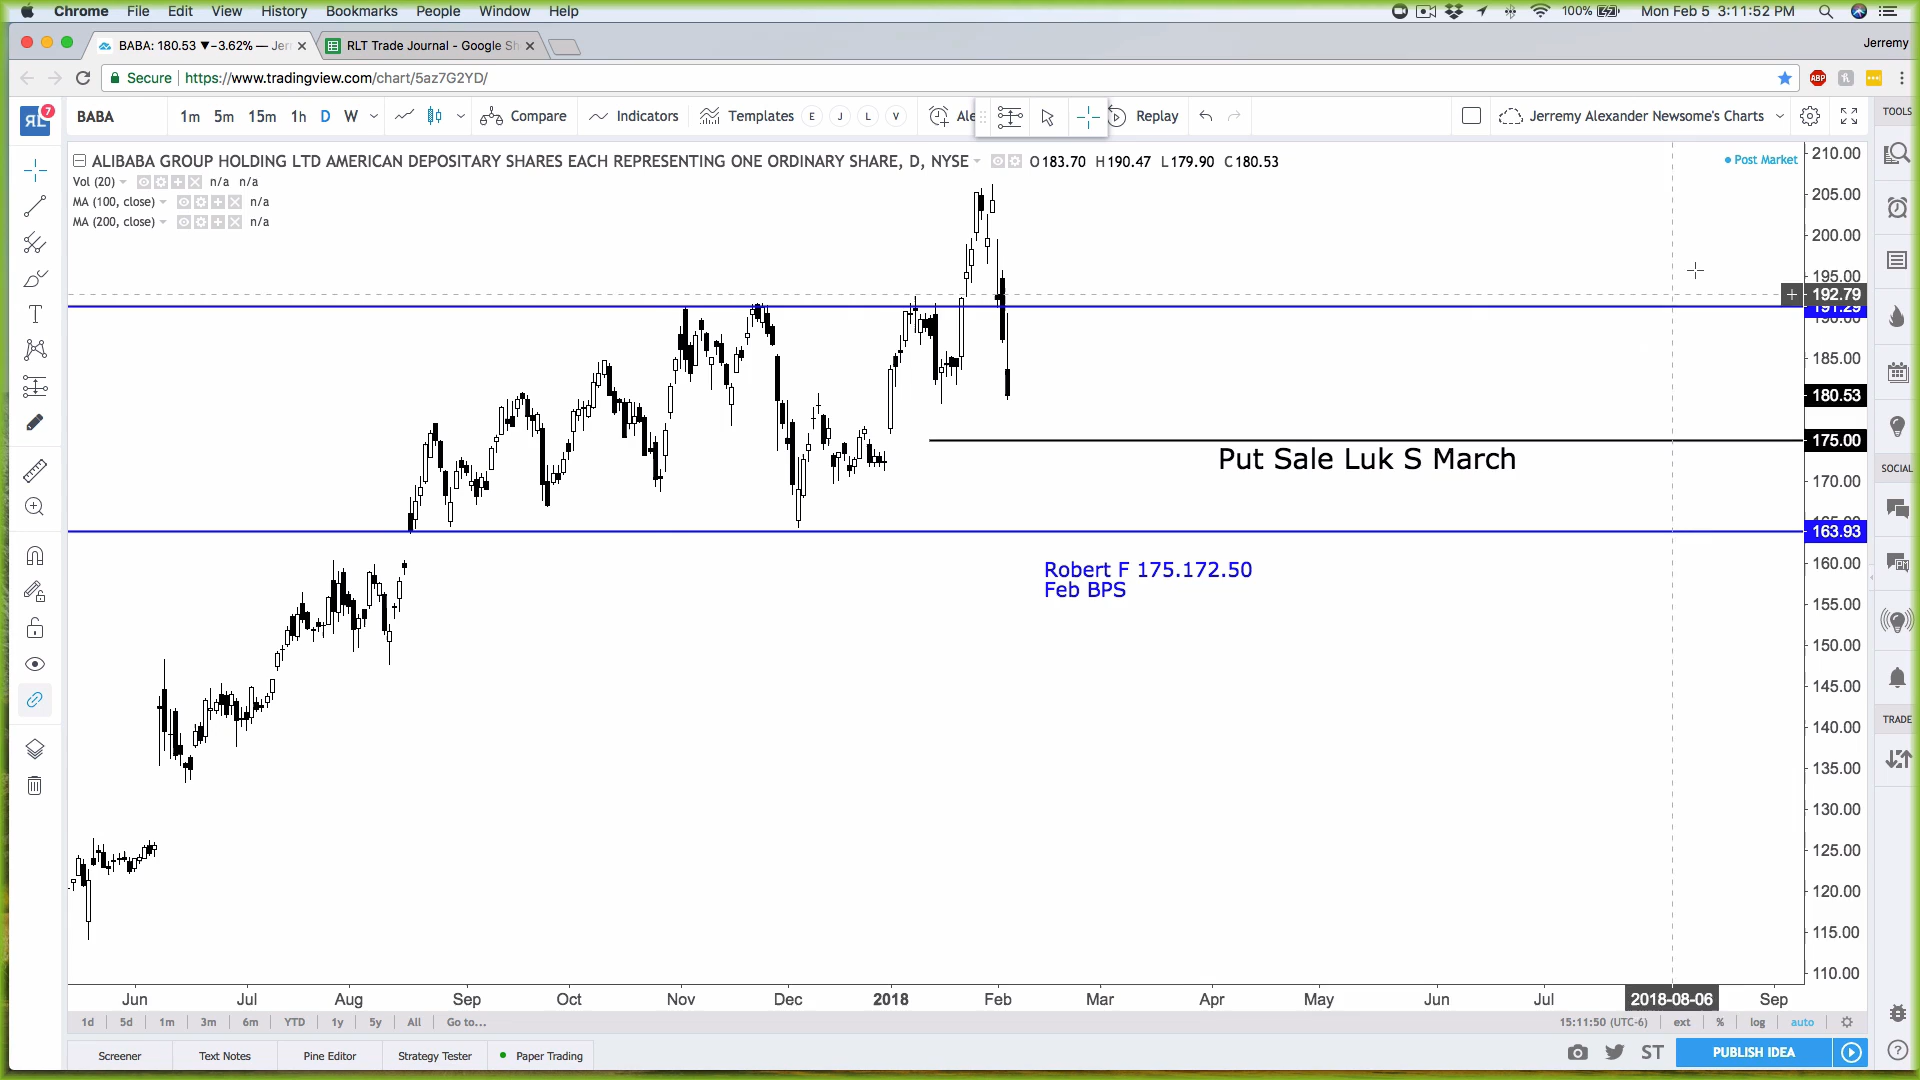 Chrome File Edit View History Bookmarks People Window Help 100% Mon Feb 5 3:11:52 PM
BABA: 180.53 ▼−3.62% — Jer RLT Trade Journal - Google Sh Jerremy
Secure https://www.tradingview.com/chart/5az7G2YD/ ABP
7 BABA 1m 5m 15m 1h D W Compare Indicators Templates E J L V Ale Replay Jerremy Alexander Newsome's Charts TOOLS
ALIBABA GROUP HOLDING LTD AMERICAN DEPOSITARY SHARES EACH REPRESENTING ONE ORDINARY SHARE, D, NYSE O183.70 H190.47 L179.90 C180.53 Post Market
Vol (20) n/a n/a
MA (100, close) n/a
MA (200, close) n/a
210.00
205.00
200.00
195.00
192.79
191.29
190.00
185.00
180.53
175.00
Put Sale Luk S March
170.00
SOCIAL
163.93
Robert F 175.172.50
Feb BPS
160.00
155.00
150.00
145.00
TRADE
140.00
135.00
130.00
125.00
120.00
115.00
110.00
Jun Jul Aug Sep Oct Nov Dec 2018 Feb Mar Apr May Jun Jul 2018-08-06 Sep
1d 5d 1m 3m 6m YTD 1y 5y All Go to... 15:11:50 (UTC-6) ext % log auto
Screener Text Notes Pine Editor Strategy Tester Paper Trading ST PUBLISH IDEA